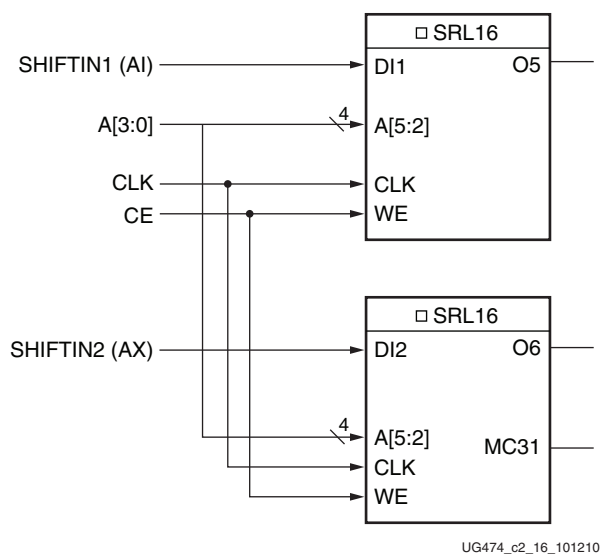 □ SRL16
SHIFTIN1 (AI)
DI1
O5
A[3:0]
4
A[5:2]
CLK
CLK
CE
WE
□ SRL16
SHIFTIN2 (AX)
DI2
O6
4
A[5:2]
MC31
CLK
WE
UG474_c2_16_101210